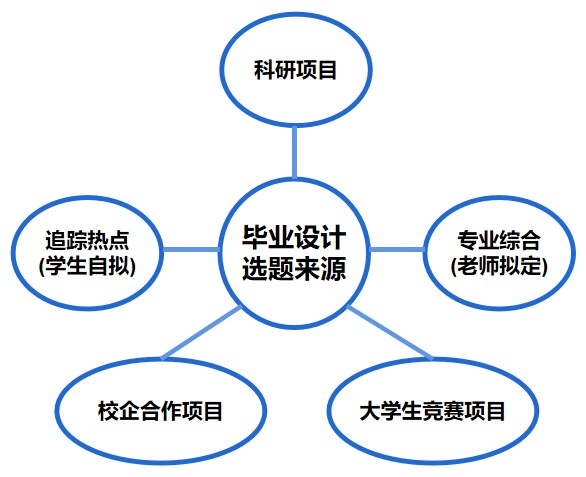 科研项目
追踪热点
(学生自拟)
毕业设计
选题来源
专业综合
(老师拟定)
校企合作项目
大学生竞赛项目